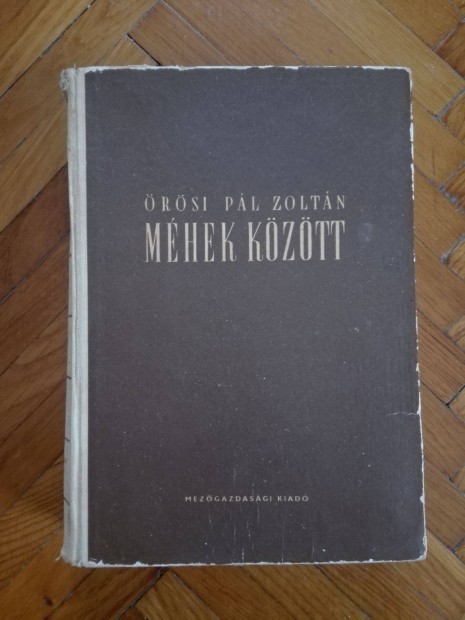 ÖRÖSI PÁL ZOLTÁN
MÉHEK KÖZÖTT
MEZŐGAZDASÁGI KIADÓ